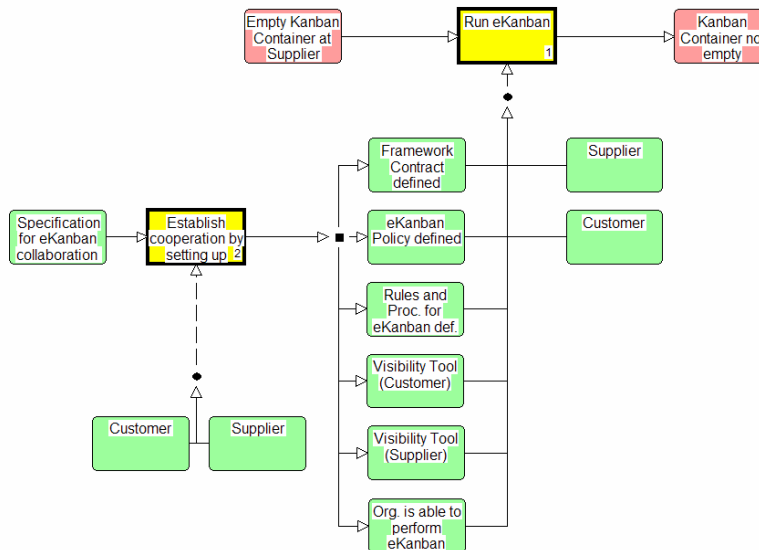 Empty Kanban
Container at
Supplier
Run eKanban
1
Kanban
Container no
empty
Framework
Contract
defined
Supplier
Specification
for eKanban
collaboration
Establish
cooperation by
setting up
2
eKanban
Policy defined
Customer
Rules and
Proc. for
eKanban def.
Visibility Tool
(Customer)
Customer
Supplier
Visibility Tool
(Supplier)
Org. is able to
perform
eKanban